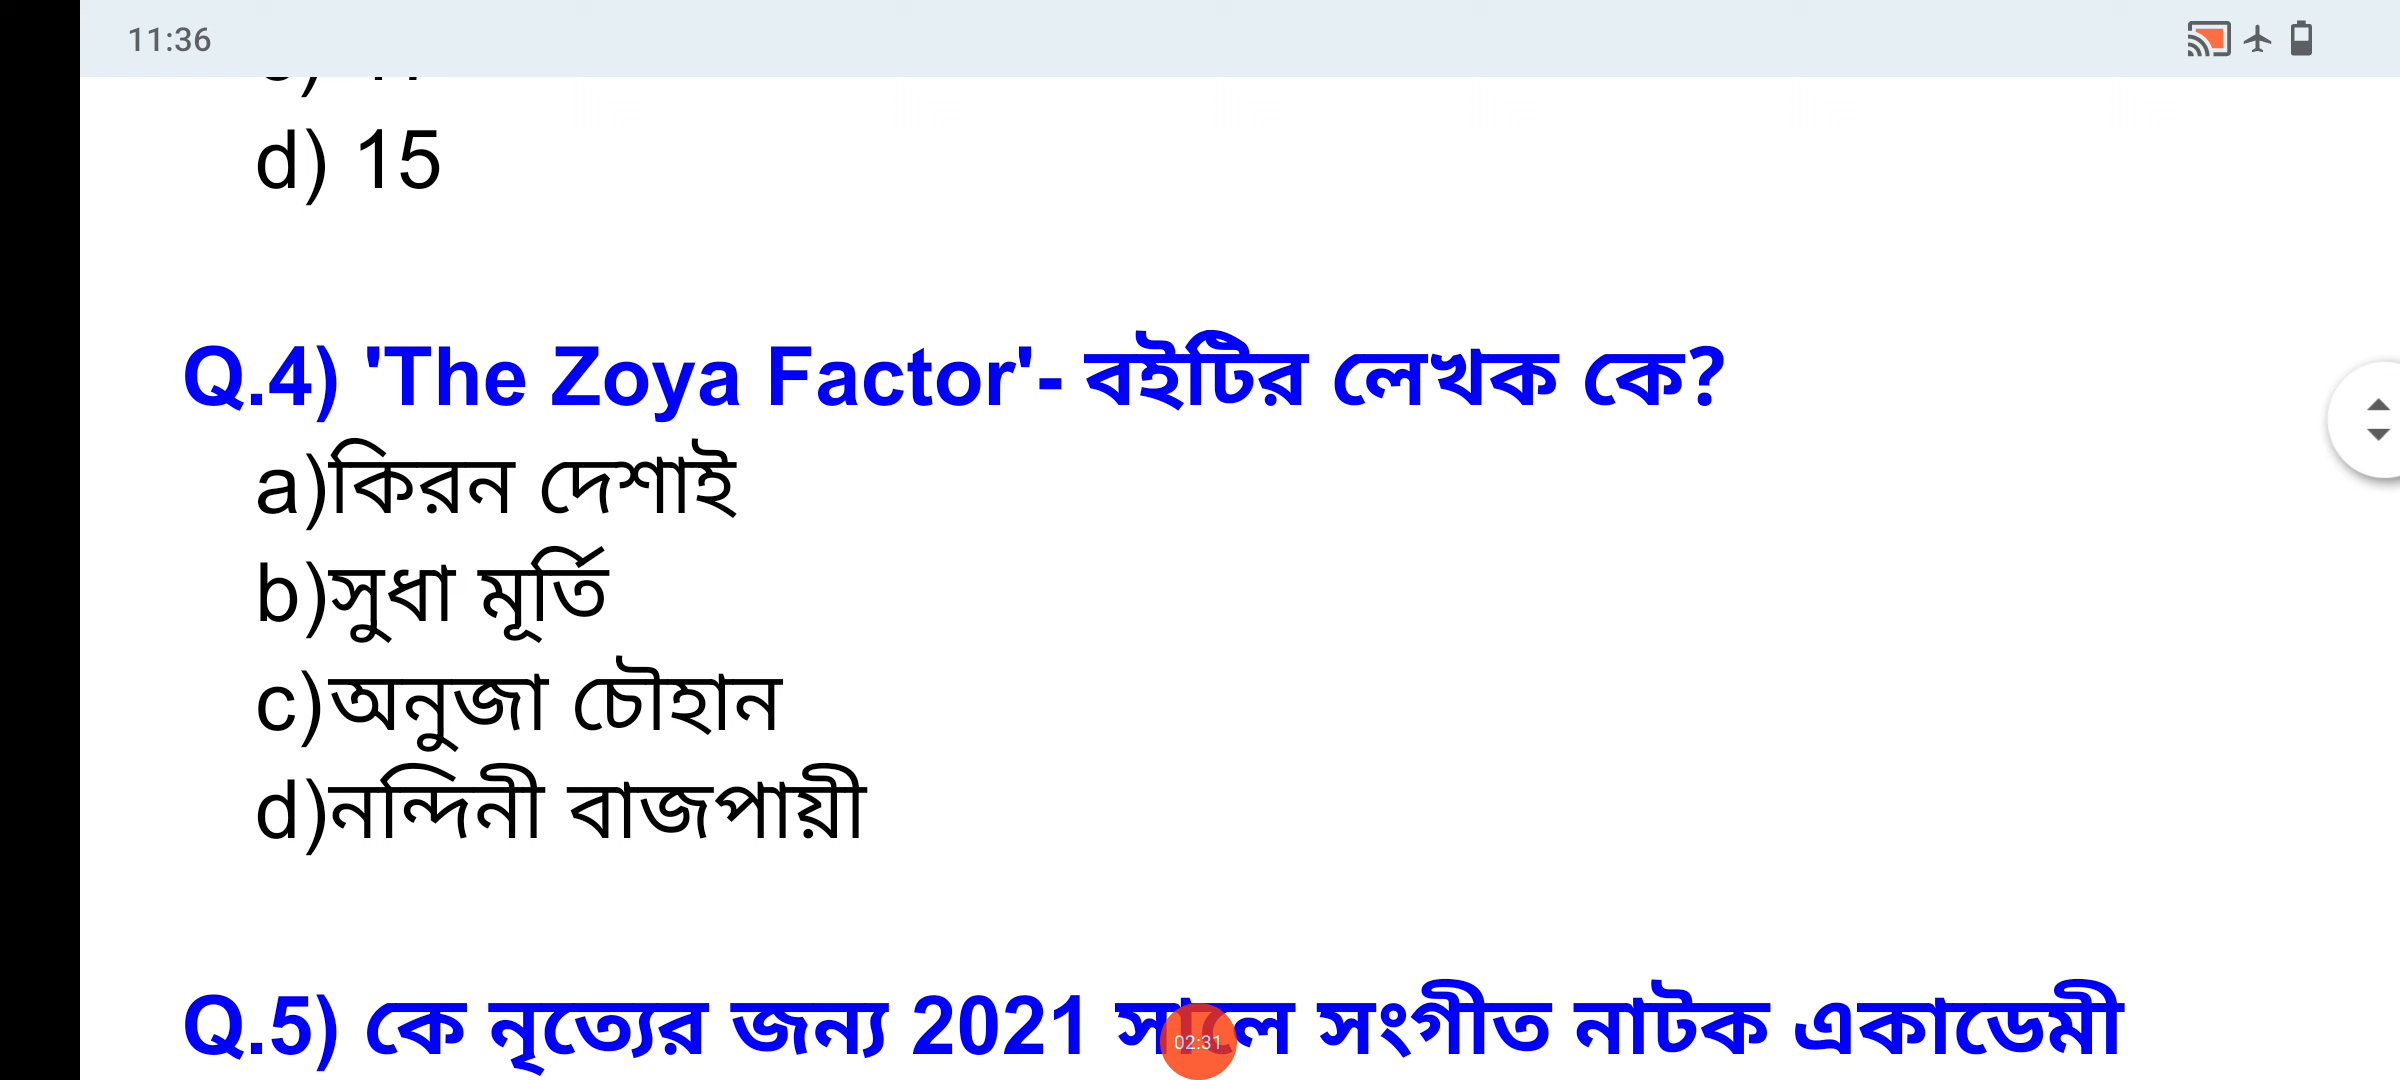 11:36
d) 15
Q.4) 'The Zoya Factor'- বইটির লেখক কে?
a)কিরন দেশাই
b)সুধা মূর্তি
c)অনুজা চৌহান
d)নন্দিনী বাজপায়ী
Q.5) কে নৃত্যের জন্য 2021 সালে সংগীত নাটক একাডেমী
02:31